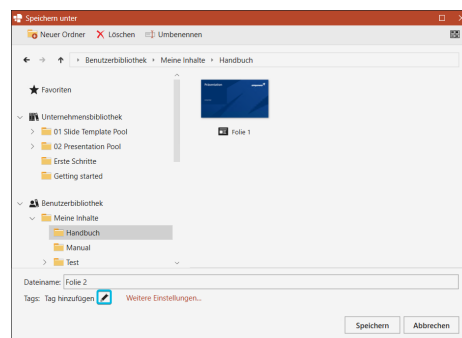 Speichern unter
Neuer Ordner Löschen Umbenennen
Benutzerbibliothek Meine Inhalte Handbuch
Favoriten
Unternehmensbibliothek
01 Slide Template Pool
02 Presentation Pool
Erste Schritte
Getting started
Benutzerbibliothek
Meine Inhalte
Handbuch
Manual
Test
Folie 1
Dateiname: Folie 2
Tags: Tag hinzufügen Weitere Einstellungen...
Speichern Abbrechen